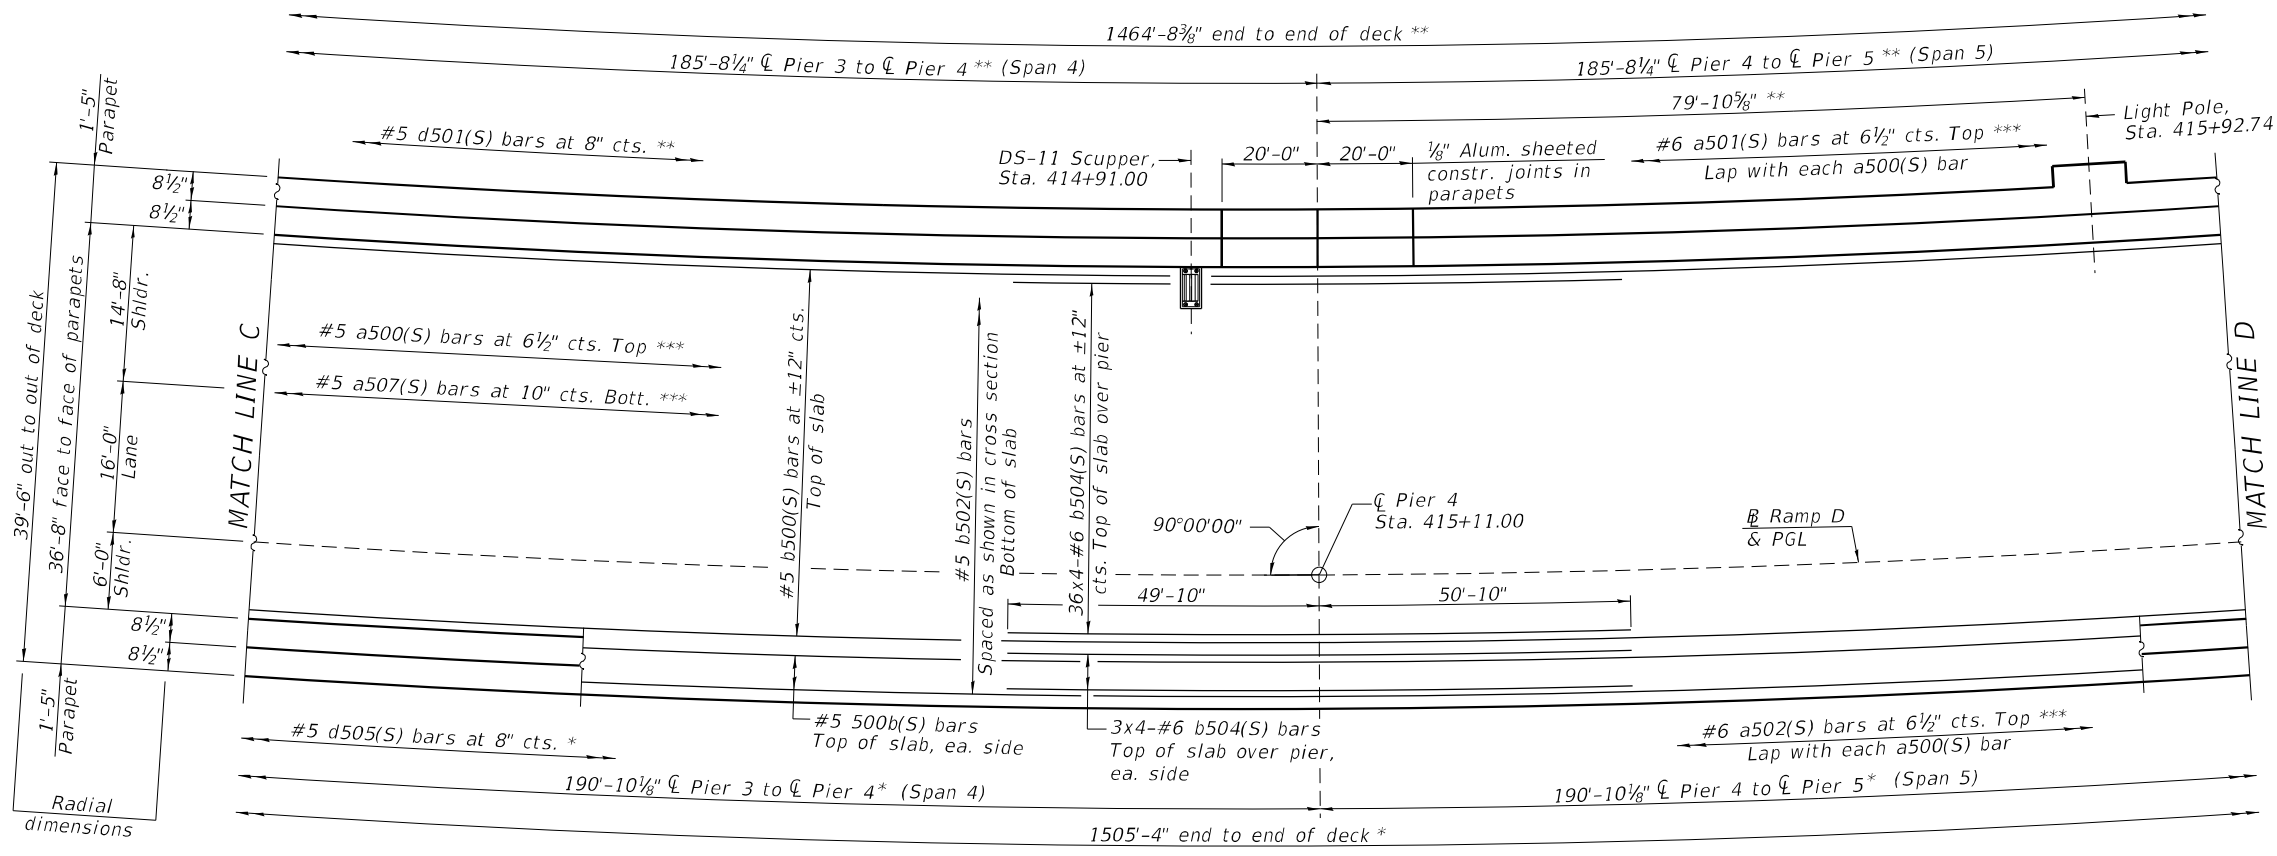 1464'-8⅜" end to end of deck **
185'-8¼" ℄ Pier 3 to ℄ Pier 4 ** (Span 4)
185'-8¼" ℄ Pier 4 to ℄ Pier 5 ** (Span 5)
79'-10⅝" **
Light Pole,
Sta. 415+92.74
1'-5"
Parapet
#5 d501(S) bars at 8" cts. **
DS-11 Scupper,
Sta. 414+91.00
20'-0"
20'-0"
⅛" Alum. sheeted
constr. joints in
parapets
#6 a501(S) bars at 6½" cts. Top ***
Lap with each a500(S) bar
8½"
8½"
39'-6" out to out of deck
36'-8" face to face of parapets
14'-8"
Shldr.
16'-0"
Lane
6'-0"
Shldr.
MATCH LINE C
#5 a500(S) bars at 6½" cts. Top ***
#5 a507(S) bars at 10" cts. Bott. ***
#5 b500(S) bars at ±12" cts.
Top of slab
#5 b502(S) bars
Spaced as shown in cross section
Bottom of slab
36x4-#6 b504(S) bars at ±12"
cts. Top of slab over pier
90°00'00"
℄ Pier 4
Sta. 415+11.00
BL Ramp D
& PGL
MATCH LINE D
49'-10"
50'-10"
8½"
8½"
1'-5"
Parapet
#5 d505(S) bars at 8" cts. *
#5 500b(S) bars
Top of slab, ea. side
3x4-#6 b504(S) bars
Top of slab over pier,
ea. side
#6 a502(S) bars at 6½" cts. Top ***
Lap with each a500(S) bar
190'-10⅛" ℄ Pier 3 to ℄ Pier 4* (Span 4)
190'-10⅛" ℄ Pier 4 to ℄ Pier 5* (Span 5)
Radial
dimensions
1505'-4" end to end of deck *